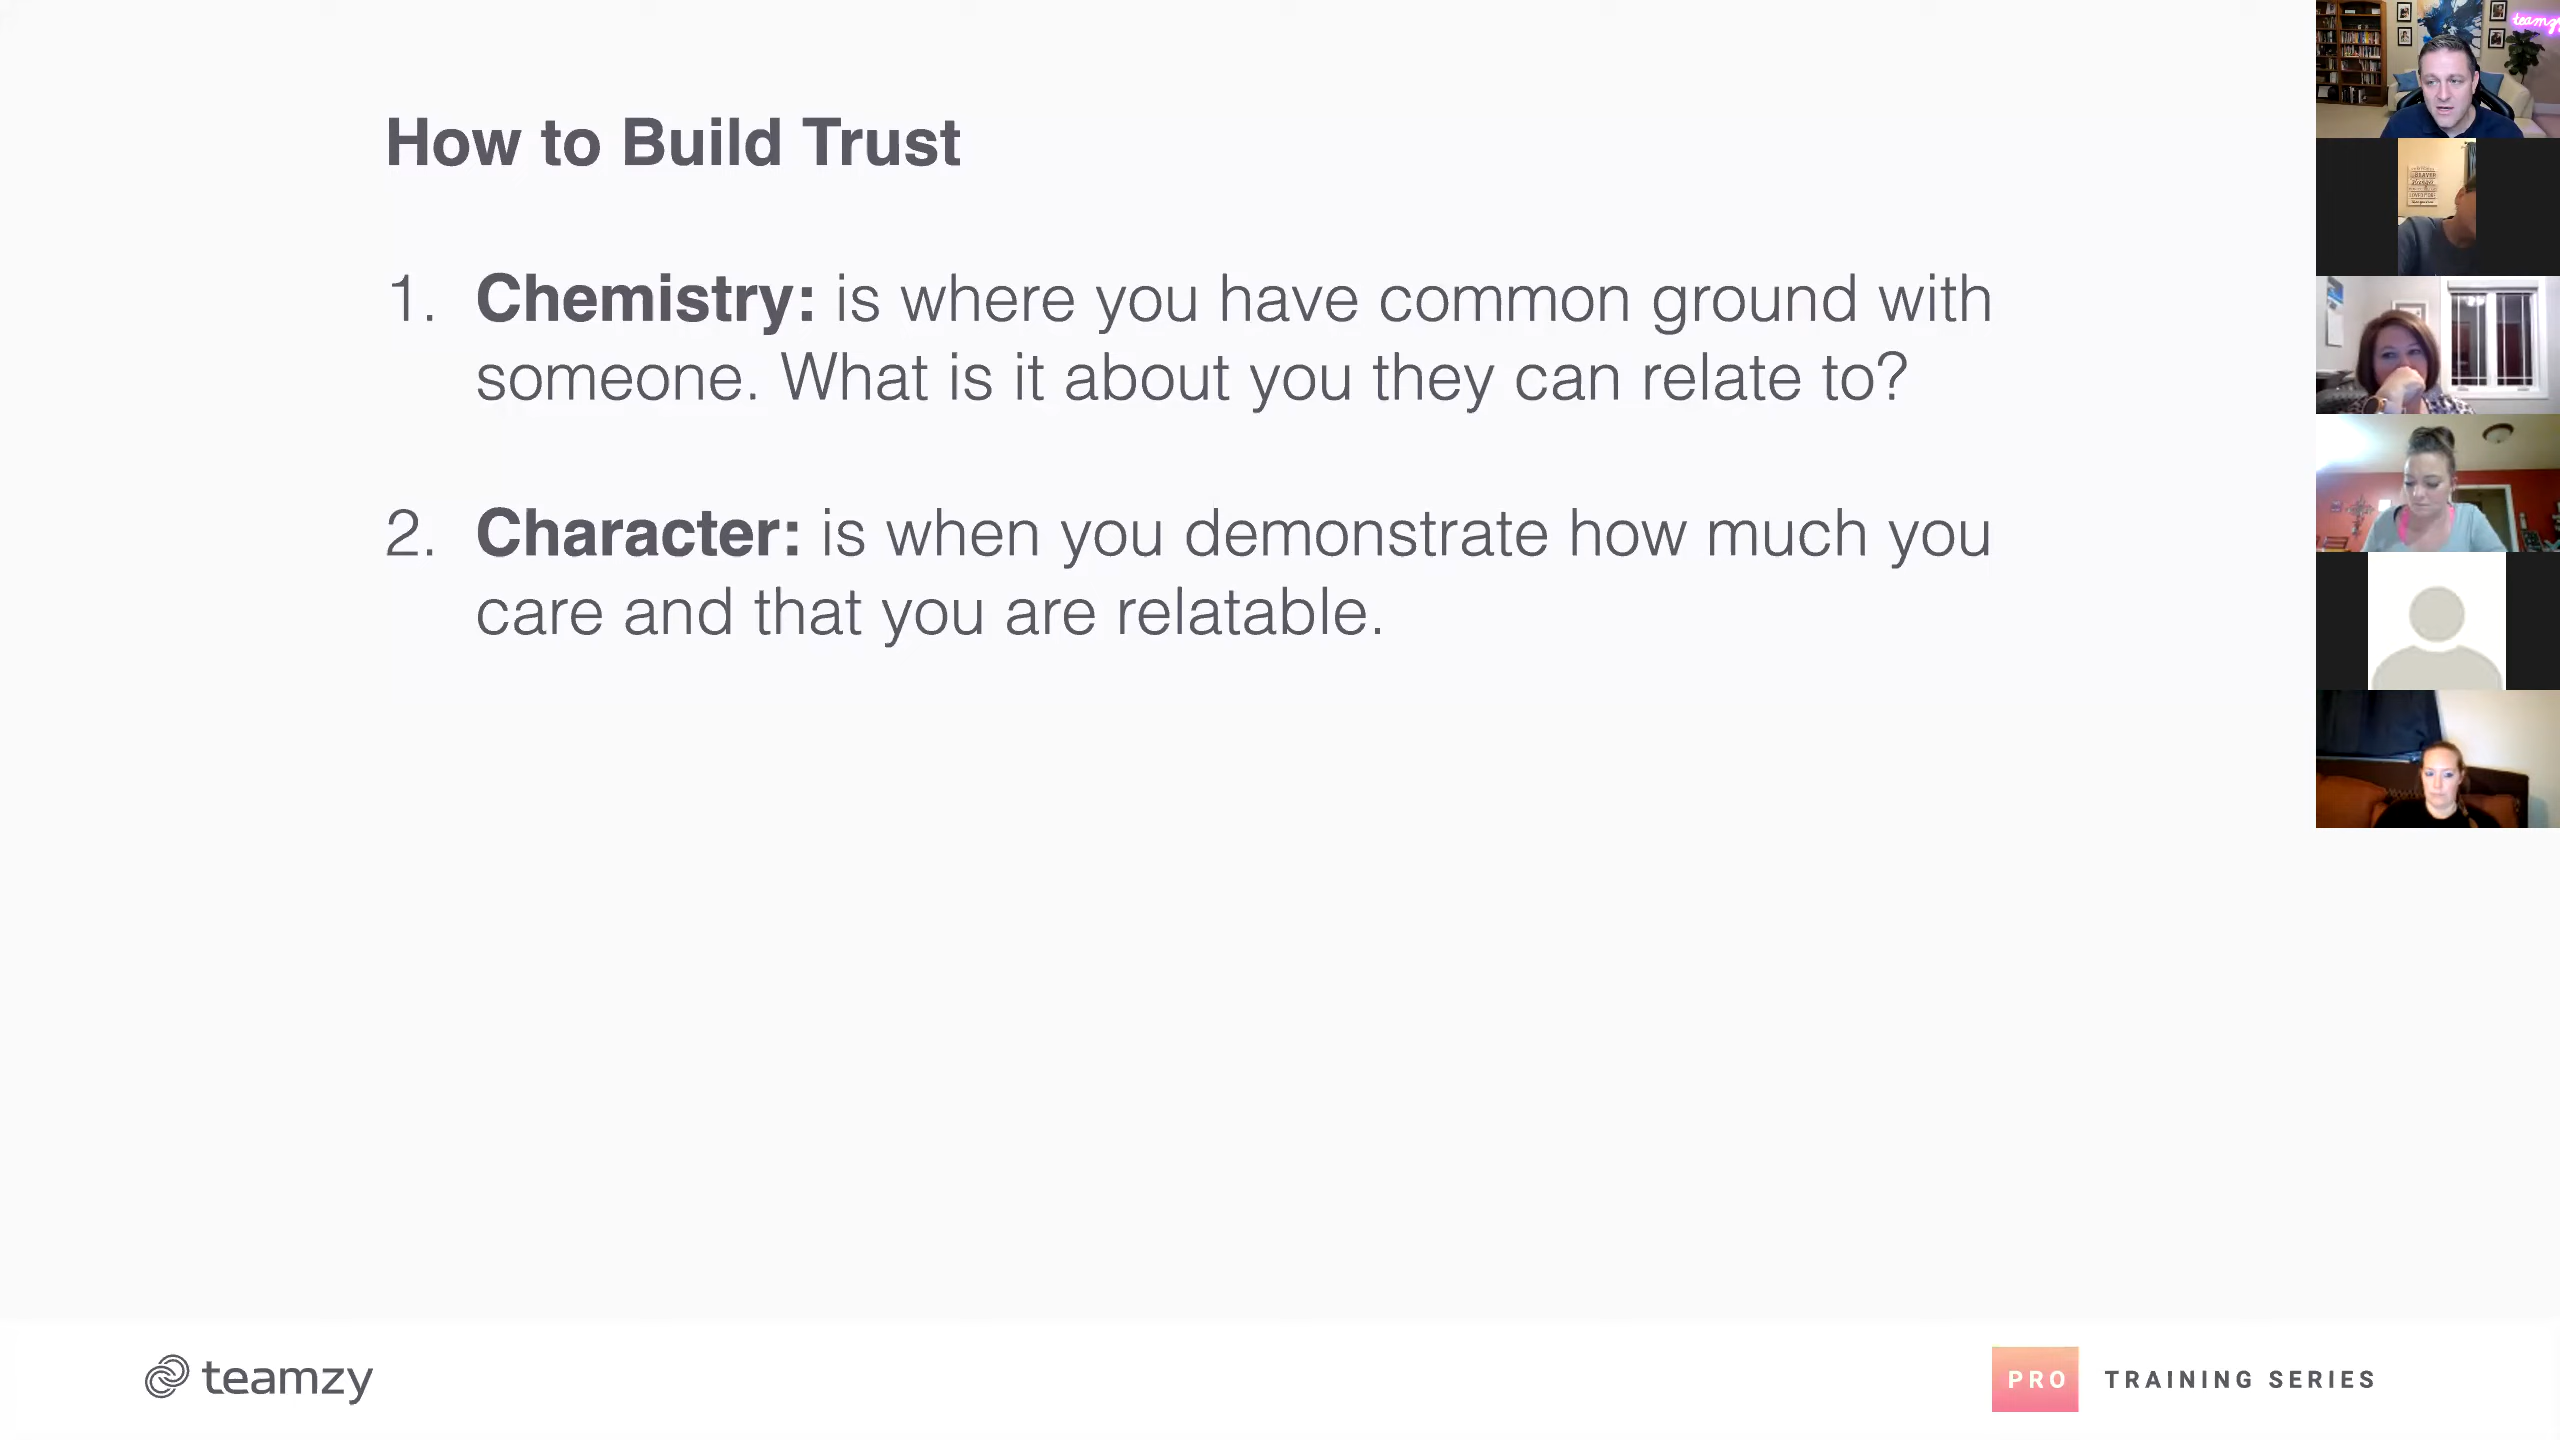 How to Build Trust
1. Chemistry: is where you have common ground with
someone. What is it about you they can relate to?
2. Character: is when you demonstrate how much you
care and that you are relatable.
teamzy
PRO TRAINING SERIES